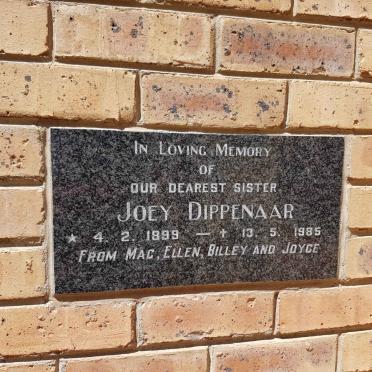 IN LOVING MEMORY
OF
OUR DEAREST SISTER
JOEY DIPPENAAR
★ 4. 2. 1899 — ✝ 13. 5. 1985
FROM MAC, ELLEN, BILLEY AND JOYCE